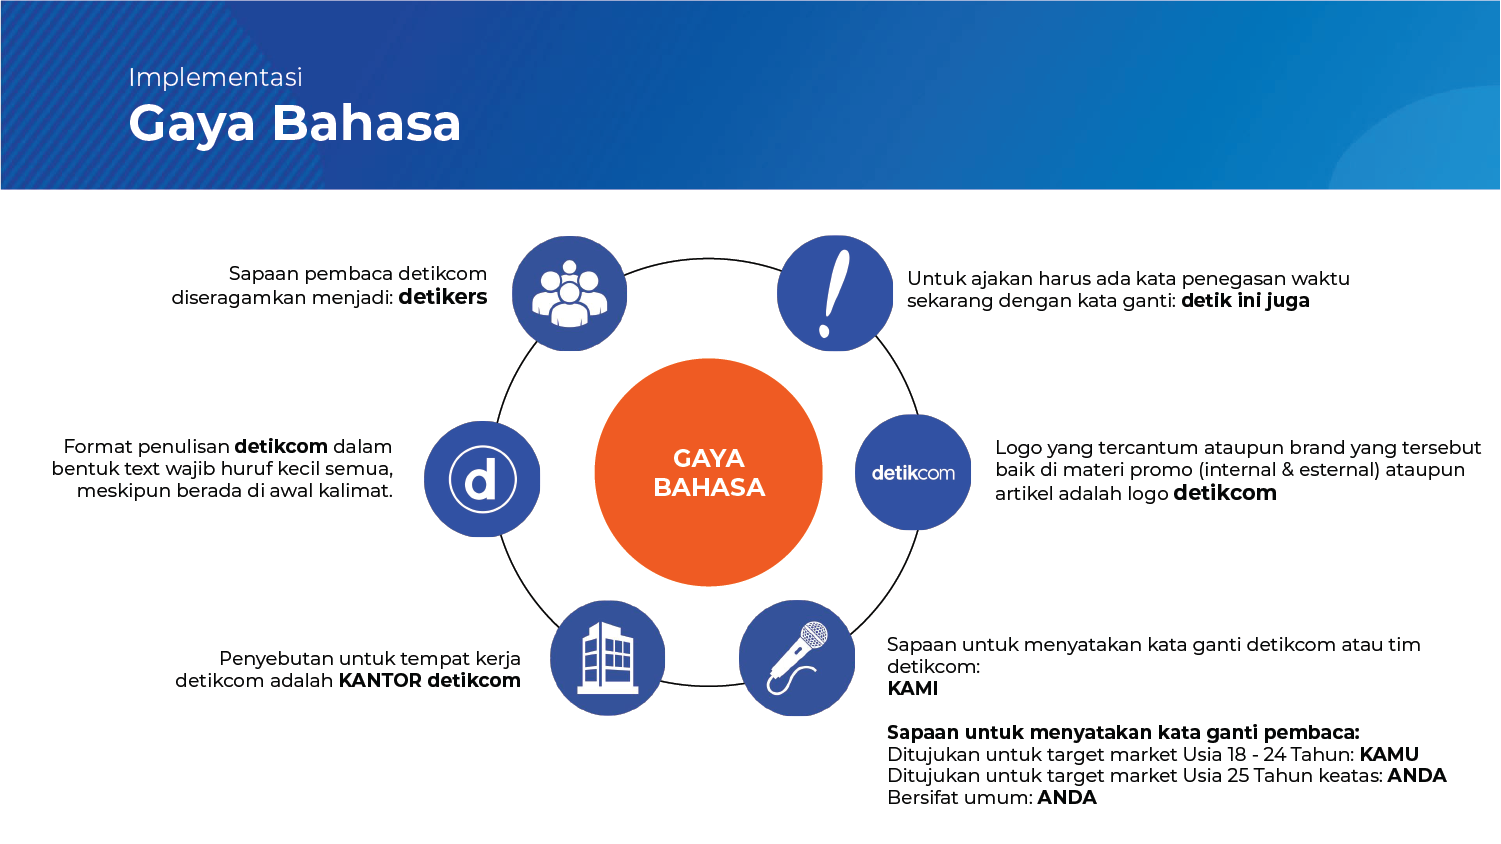 Implementasi
Gaya Bahasa
Sapaan pembaca detikcom
diseragamkan menjadi: detikers
Untuk ajakan harus ada kata penegasan waktu
sekarang dengan kata ganti: detik ini juga
Format penulisan detikcom dalam
bentuk text wajib huruf kecil semua,
meskipun berada di awal kalimat.
d
GAYA
BAHASA
detikcom
Logo yang tercantum ataupun brand yang tersebut
baik di materi promo (internal & esternal) ataupun
artikel adalah logo detikcom
Penyebutan untuk tempat kerja
detikcom adalah KANTOR detikcom
Sapaan untuk menyatakan kata ganti detikcom atau tim
detikcom:
KAMI
Sapaan untuk menyatakan kata ganti pembaca:
Ditujukan untuk target market Usia 18 - 24 Tahun: KAMU
Ditujukan untuk target market Usia 25 Tahun keatas: ANDA
Bersifat umum: ANDA